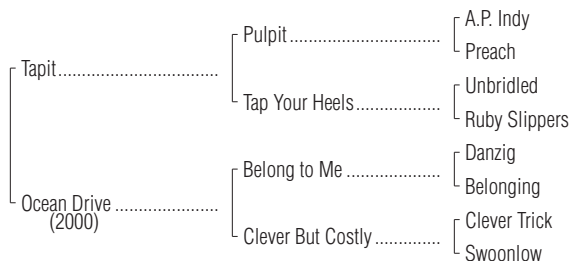 A.P. Indy
Pulpit..................................
Preach
Tapit..................................
Unbridled
Tap Your Heels..................
Ruby Slippers
Danzig
Belong to Me ....................
Belonging
Ocean Drive ......................
(2000)
Clever Trick
Clever But Costly..............
Swoonlow